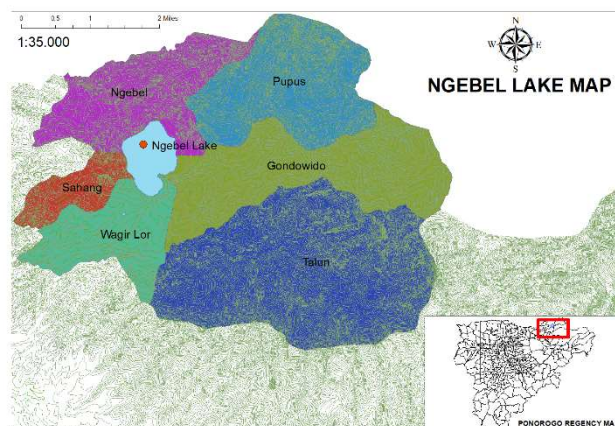 0 0.5 1 2 Miles
1:35.000
N
W E
S
NGEBEL LAKE MAP
Ngebel
Pupus
Ngebel Lake
Gondowido
Sahang
Wagir Lor
Talun
PONOROGO REGENCY MA